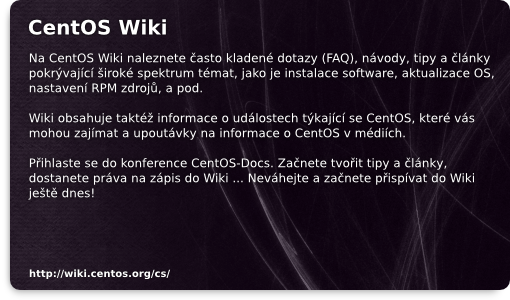 CentOS Wiki
Na CentOS Wiki naleznete často kladené dotazy (FAQ), návody, tipy a články
pokrývající široké spektrum témat, jako je instalace software, aktualizace OS,
nastavení RPM zdrojů, a pod.
Wiki obsahuje taktéž informace o událostech týkající se CentOS, které vás
mohou zajímat a upoutávky na informace o CentOS v médiích.
Přihlaste se do konference CentOS-Docs. Začnete tvořit tipy a články,
dostanete práva na zápis do Wiki ... Neváhejte a začnete přispívat do Wiki
ještě dnes!
http://wiki.centos.org/cs/